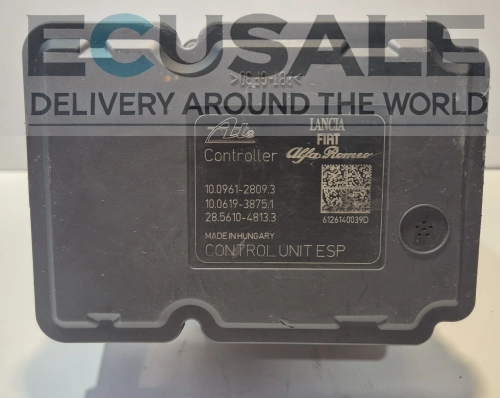 ECUSALE
DELIVERY AROUND THE WORLD
Ate
LANCIA
FIAT
Controller Alfa Romeo
10.0961-2809.3
10.0619-3875.1
28.5610-4813.3
6126140039D
MADE IN HUNGARY
CONTROL UNIT ESP